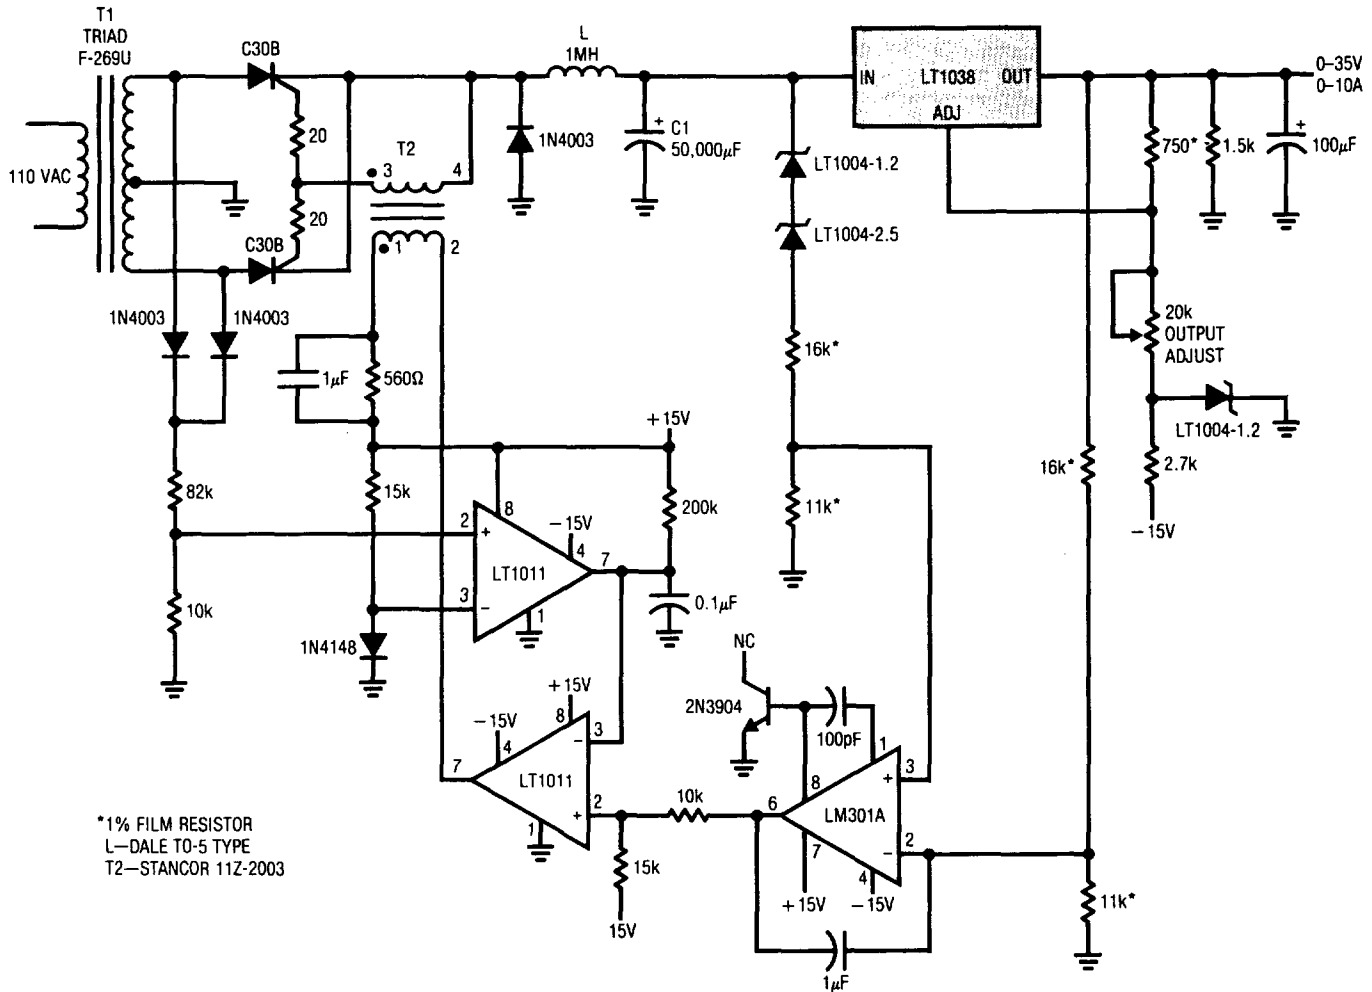 T1
TRIAD
F-269U
C30B
L
1MH
IN
LT1038
OUT
ADJ
0–35V
0–10A
110 VAC
20
T2
3
4
1N4003
+
C1
50,000µF
LT1004-1.2
750*
1.5k
+
100µF
20
C30B
1
2
LT1004-2.5
1N4003
1N4003
1µF
560Ω
16k*
20k
OUTPUT
ADJUST
+15V
LT1004-1.2
82k
15k
200k
11k*
16k*
2.7k
−15V
2
+
8
−15V
4
7
LT1011
3
−
1
10k
0.1µF
1N4148
NC
2N3904
100pF
+15V
8
−15V
4
3
−
7
LT1011
2
+
1
10k
15k
15V
1
3
+
8
6
LM301A
7
2
−
4
+15V
−15V
11k*
1µF
*1% FILM RESISTOR
L—DALE TO-5 TYPE
T2—STANCOR 11Z-2003